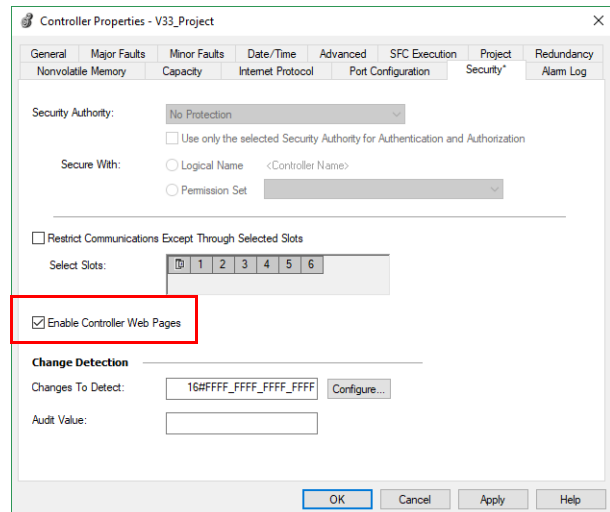 Controller Properties - V33_Project
General Major Faults Minor Faults Date/Time Advanced SFC Execution Project Redundancy
Nonvolatile Memory Capacity Internet Protocol Port Configuration Security* Alarm Log
Security Authority: No Protection
Use only the selected Security Authority for Authentication and Authorization
Secure With: Logical Name <Controller Name>
Permission Set
Restrict Communications Except Through Selected Slots
Select Slots: 1 2 3 4 5 6
Enable Controller Web Pages
Change Detection
Changes To Detect: 16#FFFF_FFFF_FFFF_FFFF Configure...
Audit Value:
OK Cancel Apply Help